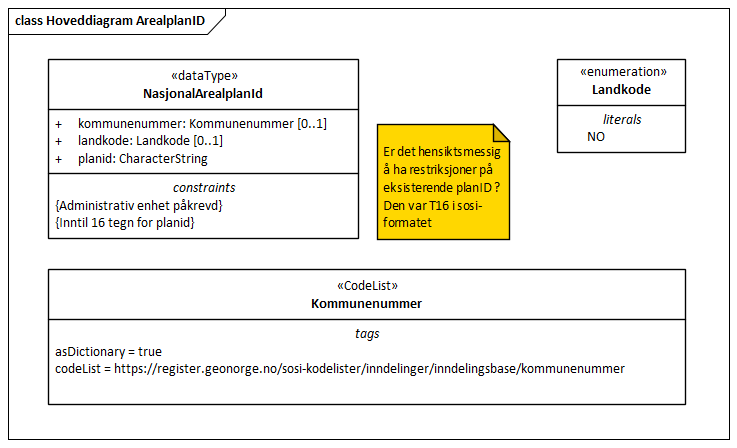 class Hoveddiagram ArealplanID
«dataType»
NasjonalArealplanId
+ kommunenummer: Kommunenummer [0..1]
+ landkode: Landkode [0..1]
+ planid: CharacterString
constraints
{Administrativ enhet påkrevd}
{Inntil 16 tegn for planid}
Er det hensiktsmessig
å ha restriksjoner på
eksisterende planID ?
Den var T16 i sosi-
formatet
«enumeration»
Landkode
literals
NO
«CodeList»
Kommunenummer
tags
asDictionary = true
codeList = https://register.geonorge.no/sosi-kodelister/inndelinger/inndelingsbase/kommunenummer